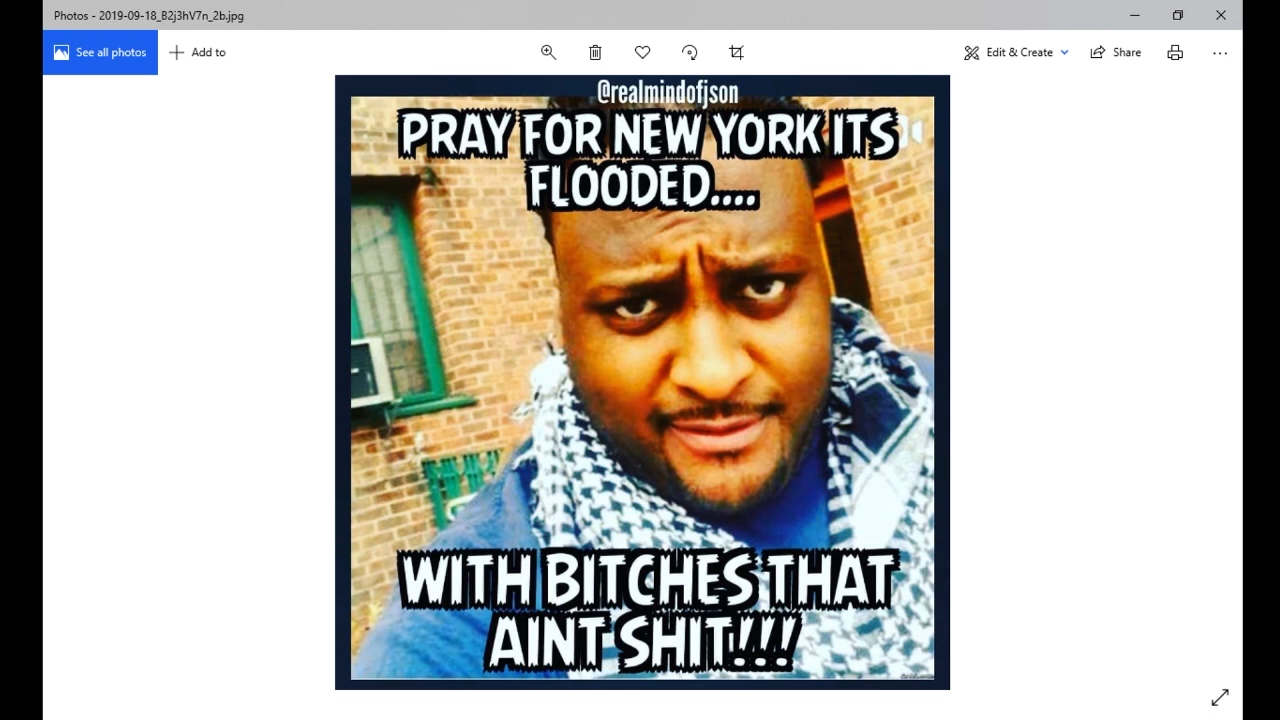 Photos - 2019-09-18_B2j3hV7n_2b.jpg
See all photos
Add to
Edit & Create
Share
@realmindofjson
PRAY FOR NEW YORK ITS
FLOODED....
WITH BITCHES THAT
AINT SHIT!!!